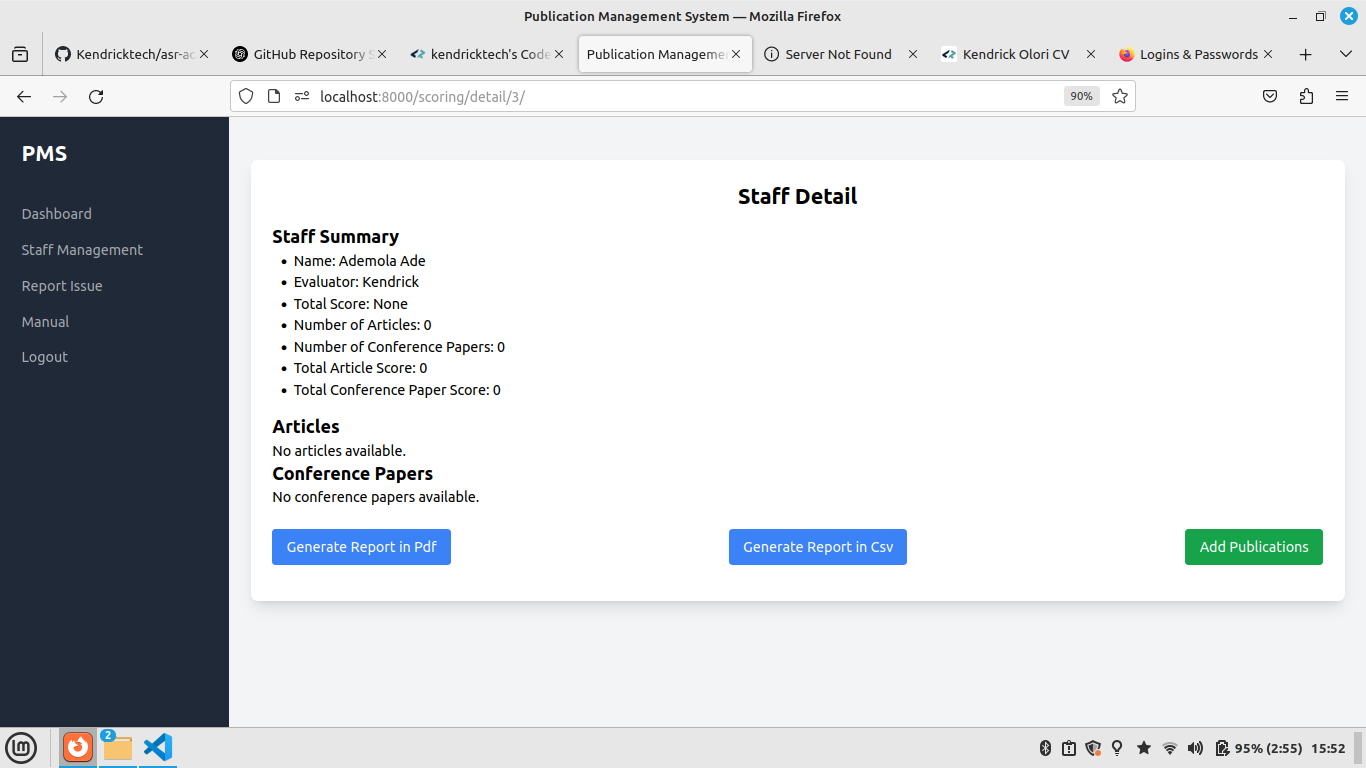 Publication Management System — Mozilla Firefox
Kendricktech/asr-ac
GitHub Repository S
kendricktech's Code
Publication Manageme
Server Not Found
Kendrick Olori CV
Logins & Passwords
localhost:8000/scoring/detail/3/
90%
PMS
Dashboard
Staff Management
Report Issue
Manual
Logout
Staff Detail
Staff Summary
• Name: Ademola Ade
• Evaluator: Kendrick
• Total Score: None
• Number of Articles: 0
• Number of Conference Papers: 0
• Total Article Score: 0
• Total Conference Paper Score: 0
Articles
No articles available.
Conference Papers
No conference papers available.
Generate Report in Pdf
Generate Report in Csv
Add Publications
2
95% (2:55)
15:52